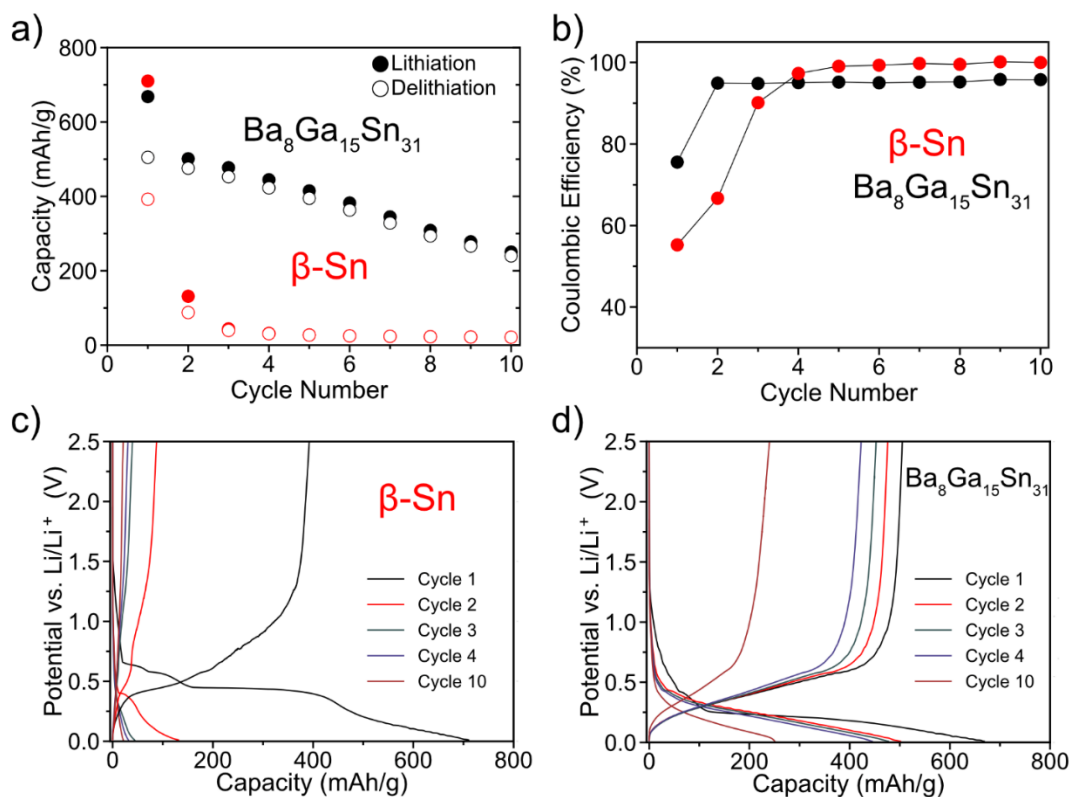 a)
800
600
400
200
0
Capacity (mAh/g)
Lithiation
Delithiation
Ba₈Ga₁₅Sn₃₁
β-Sn
0 2 4 6 8 10
Cycle Number
b)
100
80
60
40
Coulombic Efficiency (%)
β-Sn
Ba₈Ga₁₅Sn₃₁
0 2 4 6 8 10
Cycle Number
c)
2.5
2.0
1.5
1.0
0.5
0.0
Potential vs. Li/Li⁺ (V)
β-Sn
Cycle 1
Cycle 2
Cycle 3
Cycle 4
Cycle 10
0 200 400 600 800
Capacity (mAh/g)
d)
2.5
2.0
1.5
1.0
0.5
0.0
Potential vs. Li/Li⁺ (V)
Ba₈Ga₁₅Sn₃₁
Cycle 1
Cycle 2
Cycle 3
Cycle 4
Cycle 10
0 200 400 600 800
Capacity (mAh/g)